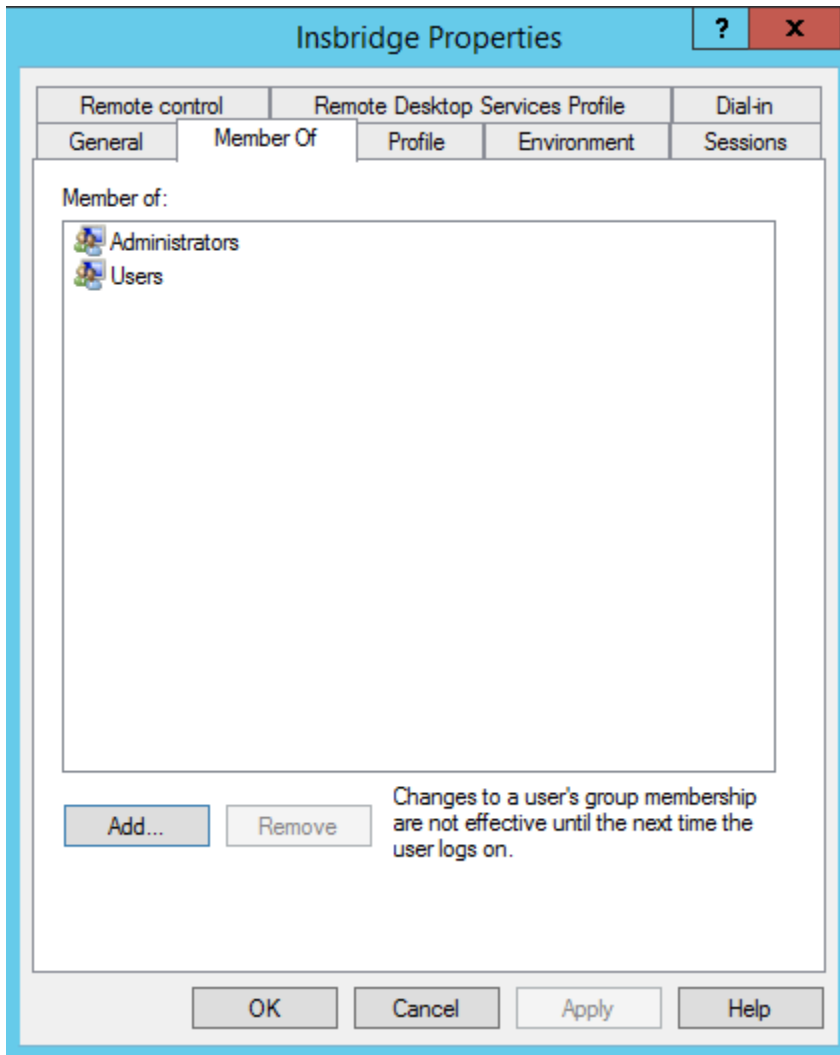 Insbridge Properties
?
x
Remote control
Remote Desktop Services Profile
Dial-in
General
Member Of
Profile
Environment
Sessions
Member of:
Administrators
Users
Add...
Remove
Changes to a user's group membership
are not effective until the next time the
user logs on.
OK
Cancel
Apply
Help